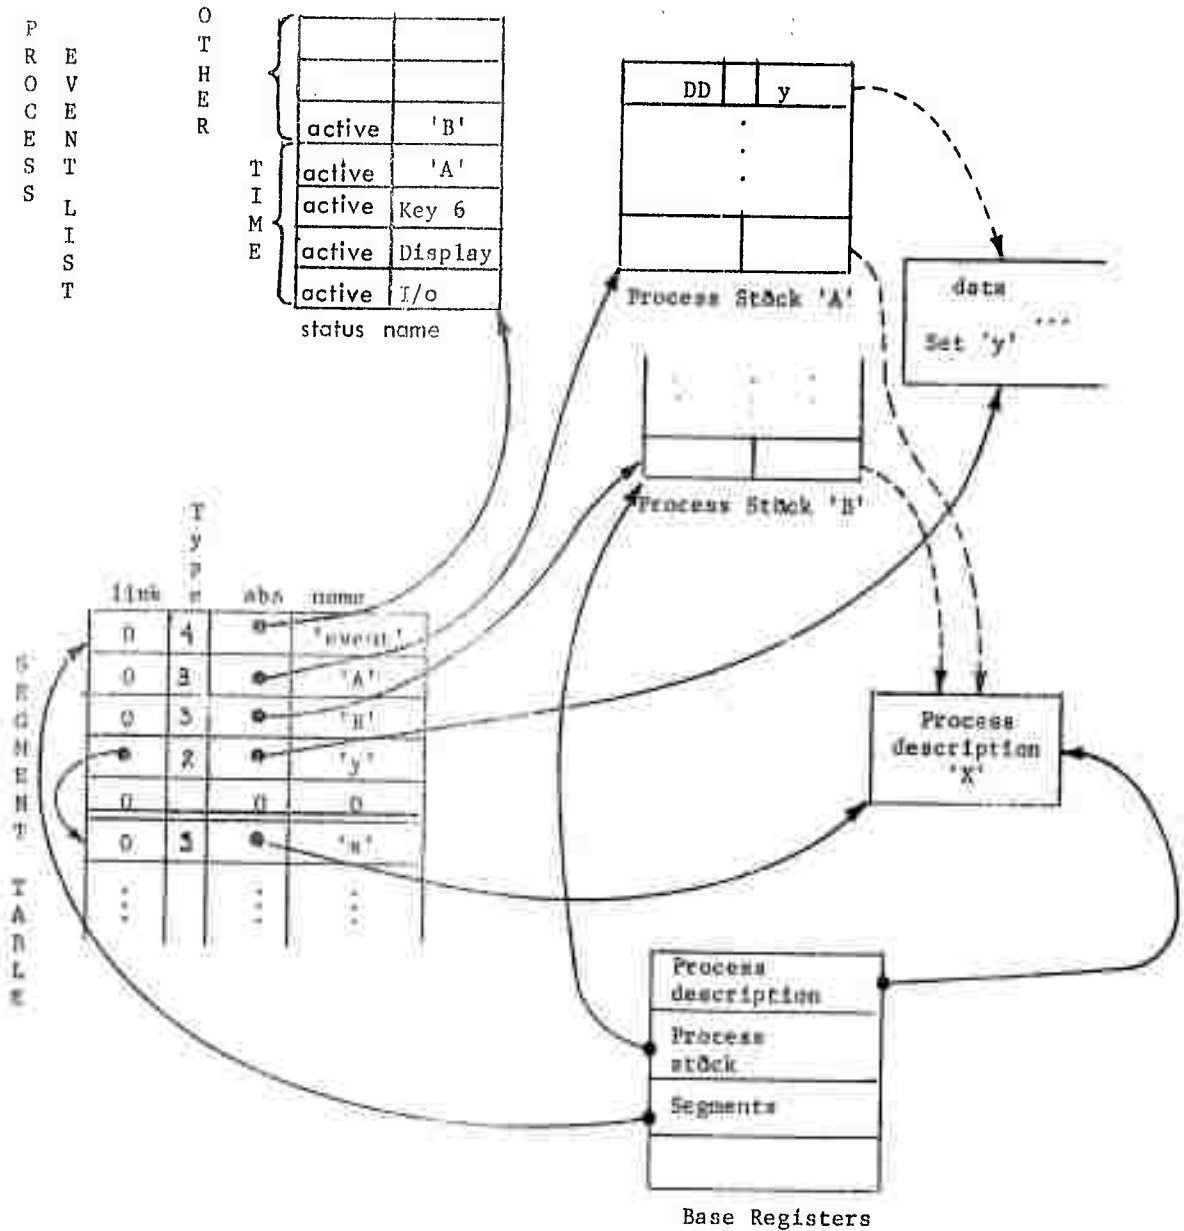 PROCESS
EVENT LIST
OTHER
active 'B'
TIME
active 'A'
active Key 6
active Display
active I/o
status name
DD y
Process Stack 'A'
data
Set 'y' ...
Process Stack 'B'
link Type abs name
SEGMENT TABLE
0 4 'event'
0 3 'A'
0 3 'B'
2 'y'
0 0 0
0 3 'x'
Process
description
'X'
Process
description
Process
stack
Segments
Base Registers